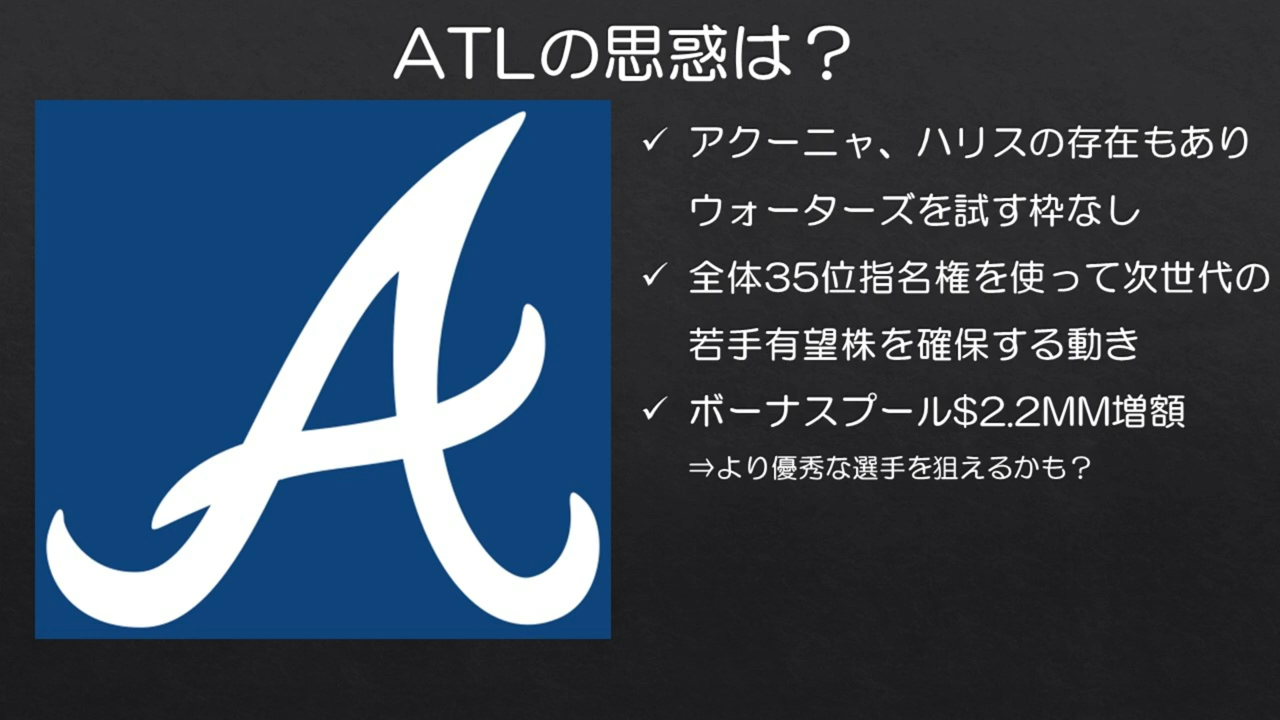 ATLの思惑は？
✓ アクーニャ、ハリスの存在もあり
ウォーターズを試す枠なし
✓ 全体35位指名権を使って次世代の
若手有望株を確保する動き
✓ ボーナスプール$2.2MM増額
⇒より優秀な選手を狙えるかも？
A